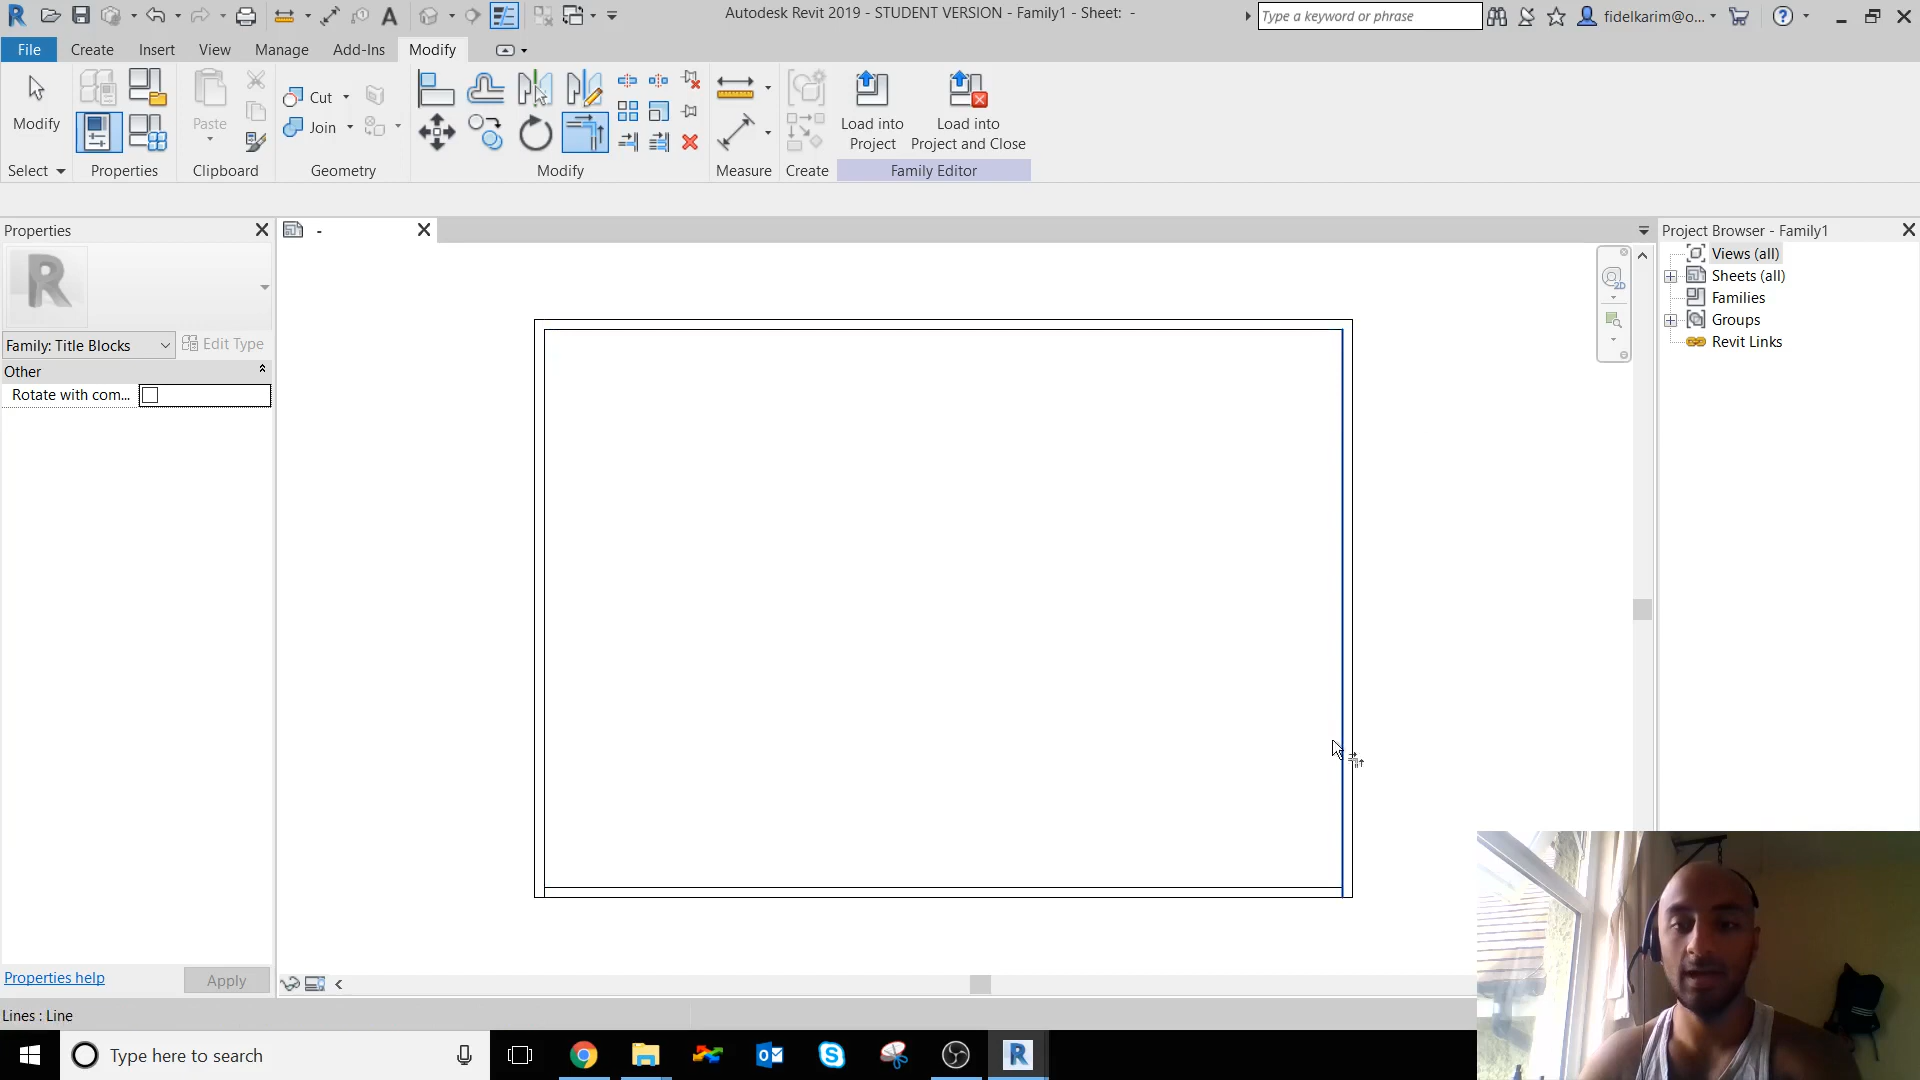 Autodesk Revit 2019 - STUDENT VERSION - Family1 - Sheet: -
Type a keyword or phrase
fidelkarim@o...
File Create Insert View Manage Add-Ins Modify
Modify
Paste
Cut
Join
Load into Project
Load into Project and Close
Select Properties Clipboard Geometry Modify Measure Create Family Editor
Properties
-
Project Browser - Family1
Views (all)
Sheets (all)
Families
Groups
Revit Links
R
Family: Title Blocks
Edit Type
Other
Rotate with com...
2D
Properties help
Apply
Lines : Line
Type here to search